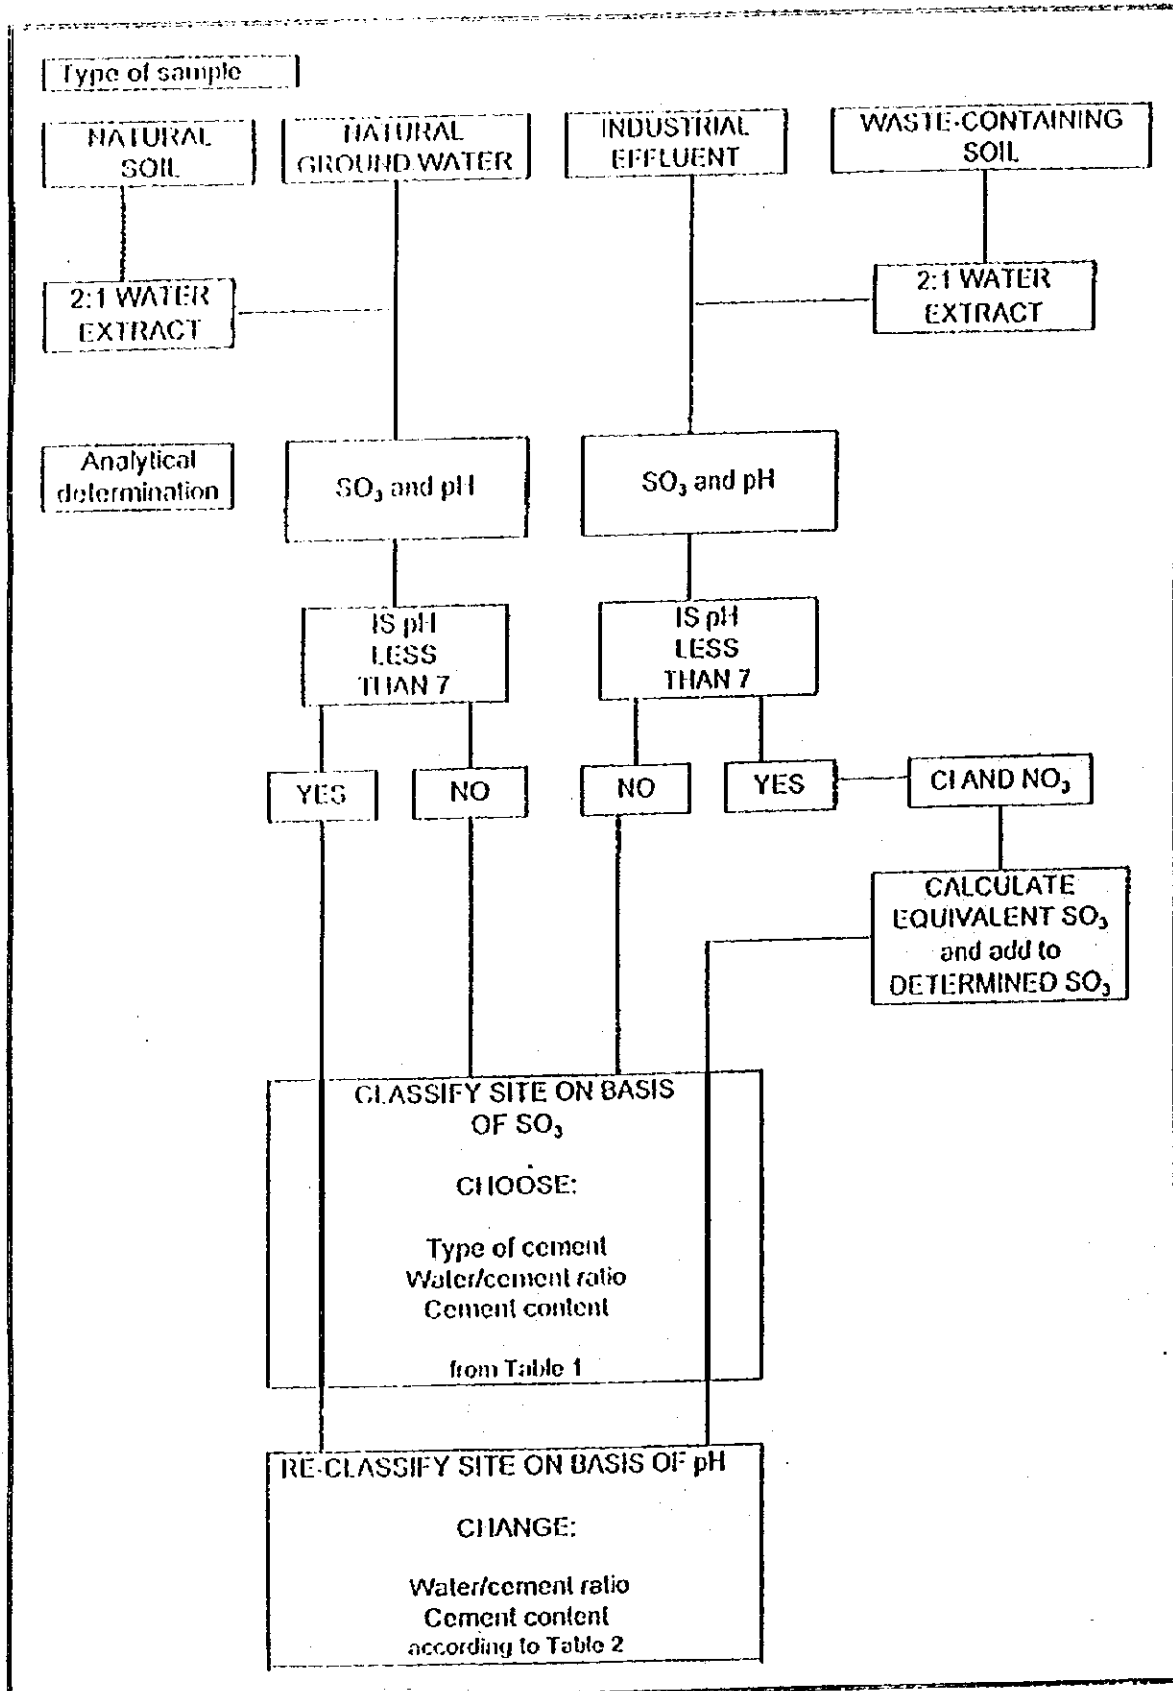 Type of sample
NATURAL
SOIL
NATURAL
GROUND WATER
INDUSTRIAL
EFFLUENT
WASTE-CONTAINING
SOIL
2:1 WATER
EXTRACT
2:1 WATER
EXTRACT
Analytical
determination
SO₃ and pH
SO₃ and pH
IS pH
LESS
THAN 7
IS pH
LESS
THAN 7
YES
NO
NO
YES
Cl AND NO₃
CALCULATE
EQUIVALENT SO₃
and add to
DETERMINED SO₃
CLASSIFY SITE ON BASIS
OF SO₃
CHOOSE:
Type of cement
Water/cement ratio
Cement content
from Table 1
RE-CLASSIFY SITE ON BASIS OF pH
CHANGE:
Water/cement ratio
Cement content
according to Table 2